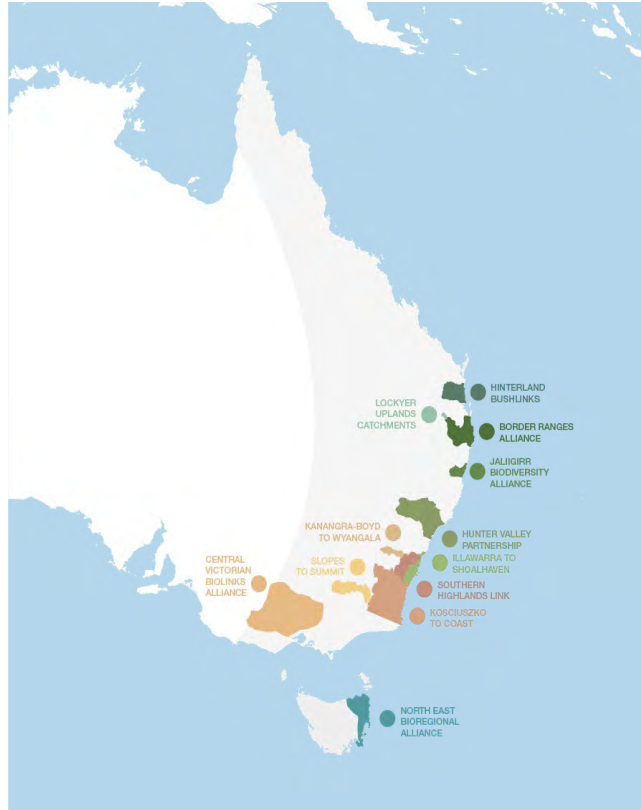 HINTERLAND
BUSHLINKS
LOCKYER
UPLANDS
CATCHMENTS
BORDER RANGES
ALLIANCE
JALIIGIRR
BIODIVERSITY
ALLIANCE
KANANGRA-BOYD
TO WYANGALA
HUNTER VALLEY
PARTNERSHIP
CENTRAL
VICTORIAN
BIOLINKS
ALLIANCE
SLOPES
TO SUMMIT
ILLAWARRA TO
SHOALHAVEN
SOUTHERN
HIGHLANDS LINK
KOSCIUSZKO
TO COAST
NORTH EAST
BIOREGIONAL
ALLIANCE